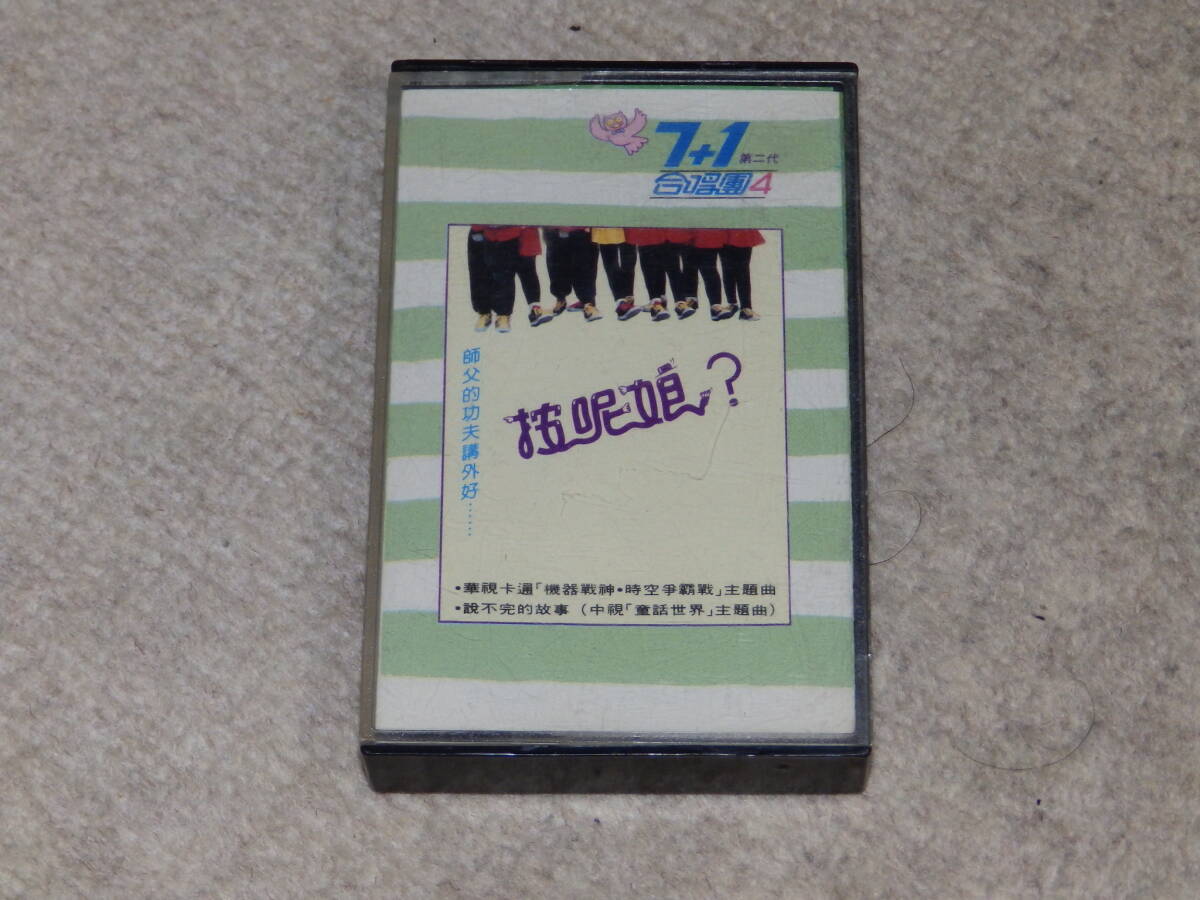 7+1 第二代
合唱團4
按呢娘?
師父的功夫講外好……
•華視卡通「機器戰神•時空爭霸戰」主題曲
•說不完的故事（中視「童話世界」主題曲）